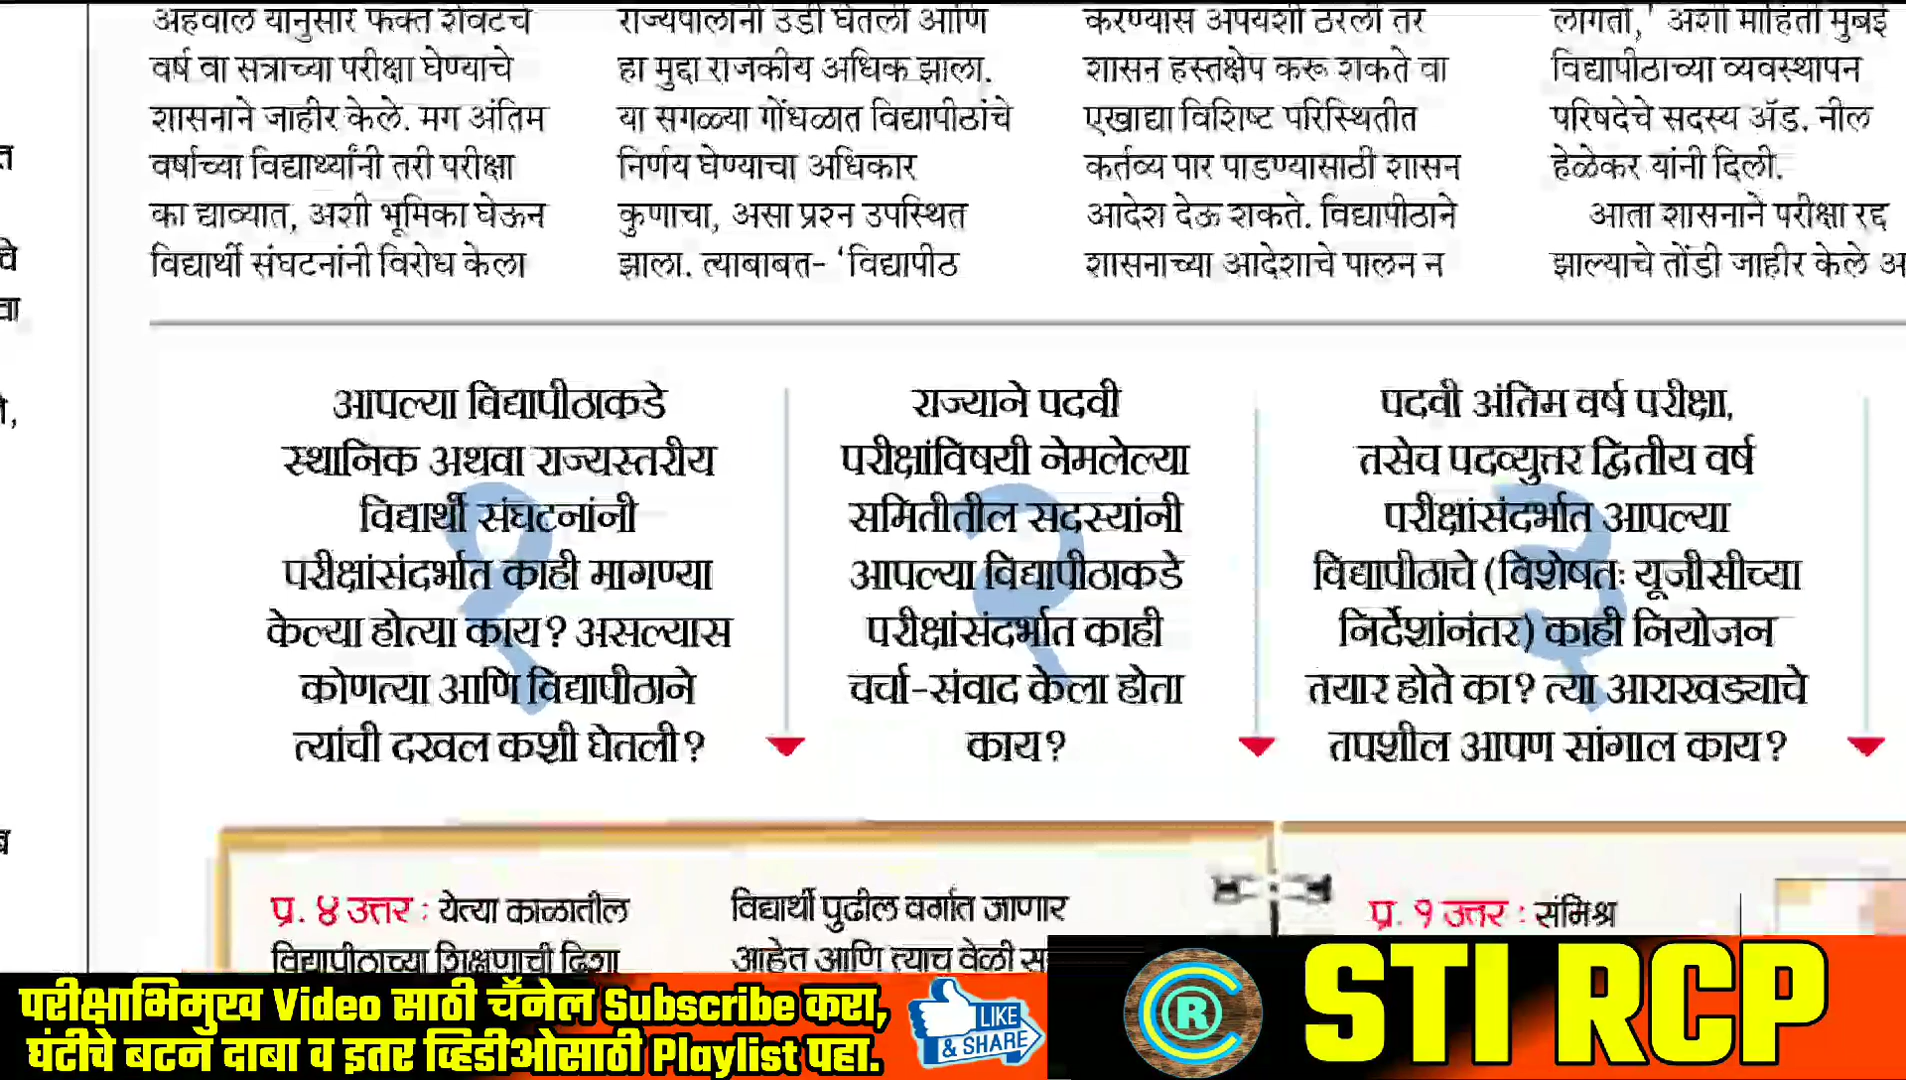 अहवाल यानुसार फक्त शेवटचे
वर्ष वा सत्राच्या परीक्षा घेण्याचे
शासनाने जाहीर केले. मग अंतिम
वर्षाच्या विद्यार्थ्यांनी तरी परीक्षा
का द्याव्यात, अशी भूमिका घेऊन
विद्यार्थी संघटनांनी विरोध केला
राज्यपालांनी उडी घेतली आणि
हा मुद्दा राजकीय अधिक झाला.
या सगळ्या गोंधळात विद्यापीठांचे
निर्णय घेण्याचा अधिकार
कुणाचा, असा प्रश्न उपस्थित
झाला. त्याबाबत- ‘विद्यापीठ
करण्यास अपयशी ठरली तर
शासन हस्तक्षेप करू शकते वा
एखाद्या विशिष्ट परिस्थितीत
कर्तव्य पार पाडण्यासाठी शासन
आदेश देऊ शकते. विद्यापीठाने
शासनाच्या आदेशाचे पालन न
लागतो,’ अशी माहिती मुंबई
विद्यापीठाच्या व्यवस्थापन
परिषदेचे सदस्य अ‍ॅड. नील
हेळेकर यांनी दिली.
आता शासनाने परीक्षा रद्द
झाल्याचे तोंडी जाहीर केले
आपल्या विद्यापीठाकडे
स्थानिक अथवा राज्यस्तरीय
विद्यार्थी संघटनांनी
परीक्षांसंदर्भात काही मागण्या
केल्या होत्या काय? असल्यास
कोणत्या आणि विद्यापीठाने
त्यांची दखल कशी घेतली?
१
राज्याने पदवी
परीक्षांविषयी नेमलेल्या
समितीतील सदस्यांनी
आपल्या विद्यापीठाकडे
परीक्षांसंदर्भात काही
चर्चा-संवाद केला होता
काय?
२
पदवी अंतिम वर्ष परीक्षा,
तसेच पदव्युत्तर द्वितीय वर्ष
परीक्षांसंदर्भात आपल्या
विद्यापीठाचे (विशेषतः यूजीसीच्या
निर्देशांनंतर) काही नियोजन
तयार होते का? त्या आराखड्याचे
तपशील आपण सांगाल काय?
३
प्र. ४ उत्तर : येत्या काळातील
विद्यापीठाच्या शिक्षणाची दिशा
विद्यार्थी पुढील वर्गात जाणार
आहेत आणि त्याच वेळी
प्र. १ उत्तर : संमिश्र
परीक्षाभिमुख Video साठी चॅनेल Subscribe करा,
घंटीचे बटन दाबा व इतर व्हिडीओसाठी Playlist पहा.
LIKE
& SHARE
C R
STI RCP